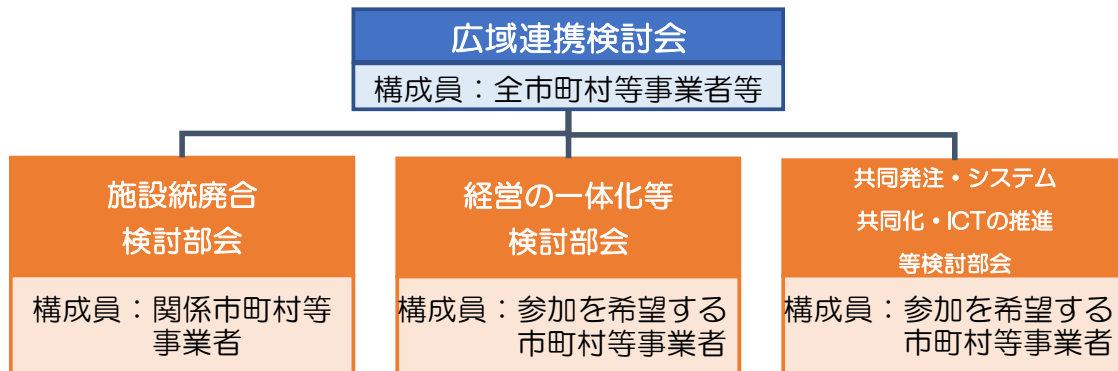 広域連携検討会
構成員：全市町村等事業者等
施設統廃合
検討部会
構成員：関係市町村等
事業者
経営の一体化等
検討部会
構成員：参加を希望する
市町村等事業者
共同発注・システム
共同化・ICTの推進
等検討部会
構成員：参加を希望する
市町村等事業者